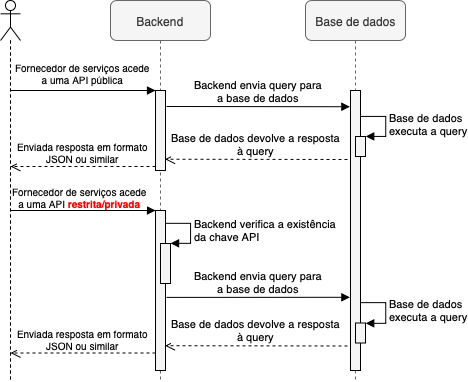 Backend
Base de dados
Fornecedor de serviços acede
a uma API pública
Backend envia query para
a base de dados
Base de dados
executa a query
Base de dados devolve a resposta
à query
Enviada resposta em formato
JSON ou similar
Fornecedor de serviços acede
a uma API restrita/privada
Backend verifica a existência
da chave API
Backend envia query para
a base de dados
Base de dados
executa a query
Base de dados devolve a resposta
à query
Enviada resposta em formato
JSON ou similar